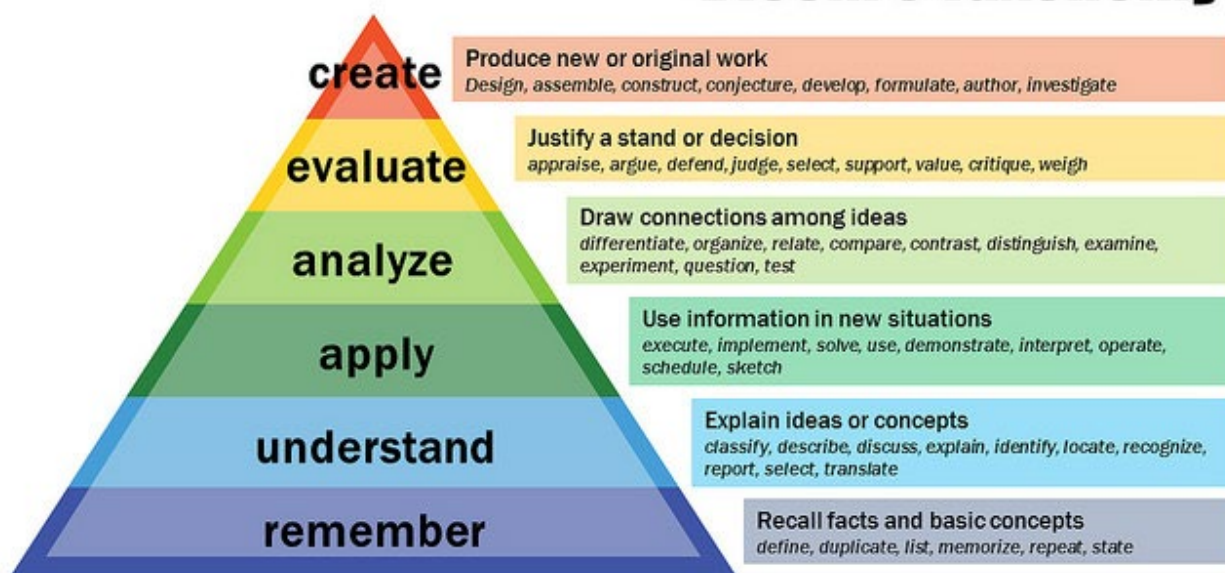 create
Produce new or original work
Design, assemble, construct, conjecture, develop, formulate, author, investigate
evaluate
Justify a stand or decision
appraise, argue, defend, judge, select, support, value, critique, weigh
analyze
Draw connections among ideas
differentiate, organize, relate, compare, contrast, distinguish, examine,
experiment, question, test
apply
Use information in new situations
execute, implement, solve, use, demonstrate, interpret, operate,
schedule, sketch
understand
Explain ideas or concepts
classify, describe, discuss, explain, identify, locate, recognize,
report, select, translate
remember
Recall facts and basic concepts
define, duplicate, list, memorize, repeat, state